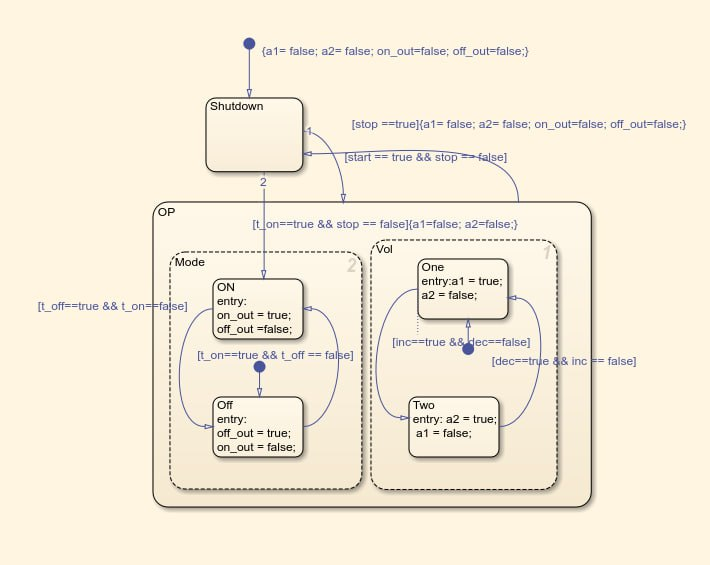 {a1= false; a2= false; on_out=false; off_out=false;}
Shutdown
[stop ==true]{a1= false; a2= false; on_out=false; off_out=false;}
1
[start == true && stop == false]
2
OP
[t_on==true && stop == false]{a1=false; a2=false;}
Mode
2
Vol
1
ON
entry:
on_out = true;
off_out =false;
One
entry:a1 = true;
a2 = false;
[t_off==true && t_on==false]
[inc==true && dec==false]
[t_on==true && t_off == false]
[dec==true && inc == false]
Off
entry:
off_out = true;
on_out = false;
Two
entry: a2 = true;
a1 = false;